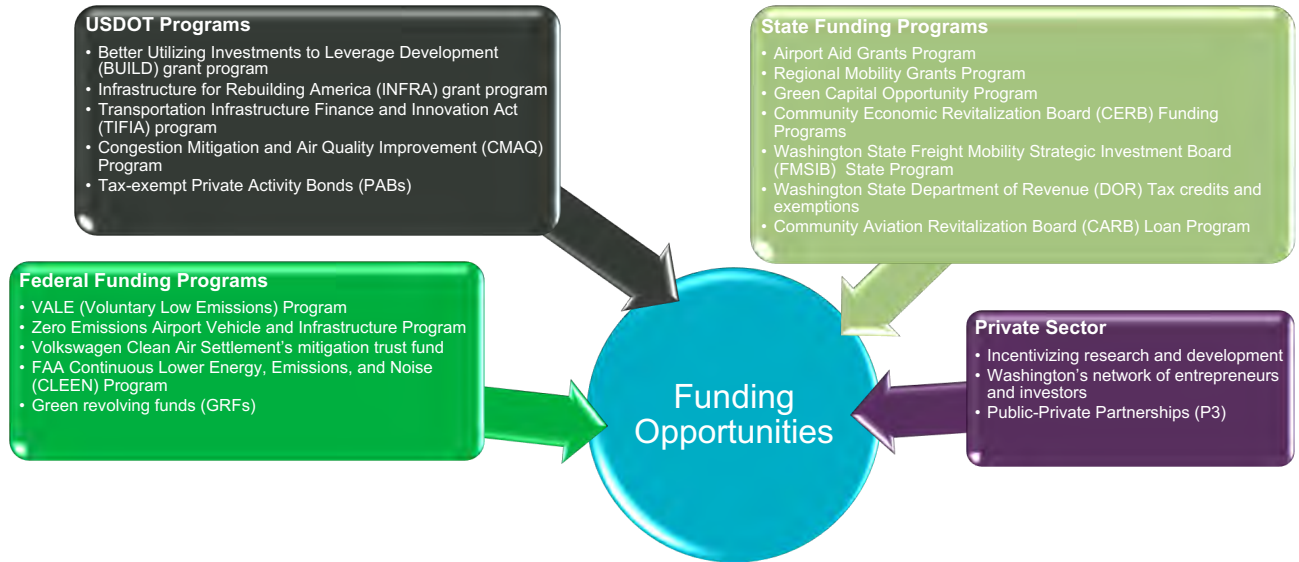 USDOT Programs
• Better Utilizing Investments to Leverage Development
(BUILD) grant program
• Infrastructure for Rebuilding America (INFRA) grant program
• Transportation Infrastructure Finance and Innovation Act
(TIFIA) program
• Congestion Mitigation and Air Quality Improvement (CMAQ)
Program
• Tax-exempt Private Activity Bonds (PABs)
State Funding Programs
• Airport Aid Grants Program
• Regional Mobility Grants Program
• Green Capital Opportunity Program
• Community Economic Revitalization Board (CERB) Funding
Programs
• Washington State Freight Mobility Strategic Investment Board
(FMSIB) State Program
• Washington State Department of Revenue (DOR) Tax credits and
exemptions
• Community Aviation Revitalization Board (CARB) Loan Program
Federal Funding Programs
• VALE (Voluntary Low Emissions) Program
• Zero Emissions Airport Vehicle and Infrastructure Program
• Volkswagen Clean Air Settlement's mitigation trust fund
• FAA Continuous Lower Energy, Emissions, and Noise
(CLEEN) Program
• Green revolving funds (GRFs)
Private Sector
• Incentivizing research and development
• Washington's network of entrepreneurs
and investors
• Public-Private Partnerships (P3)
Funding
Opportunities